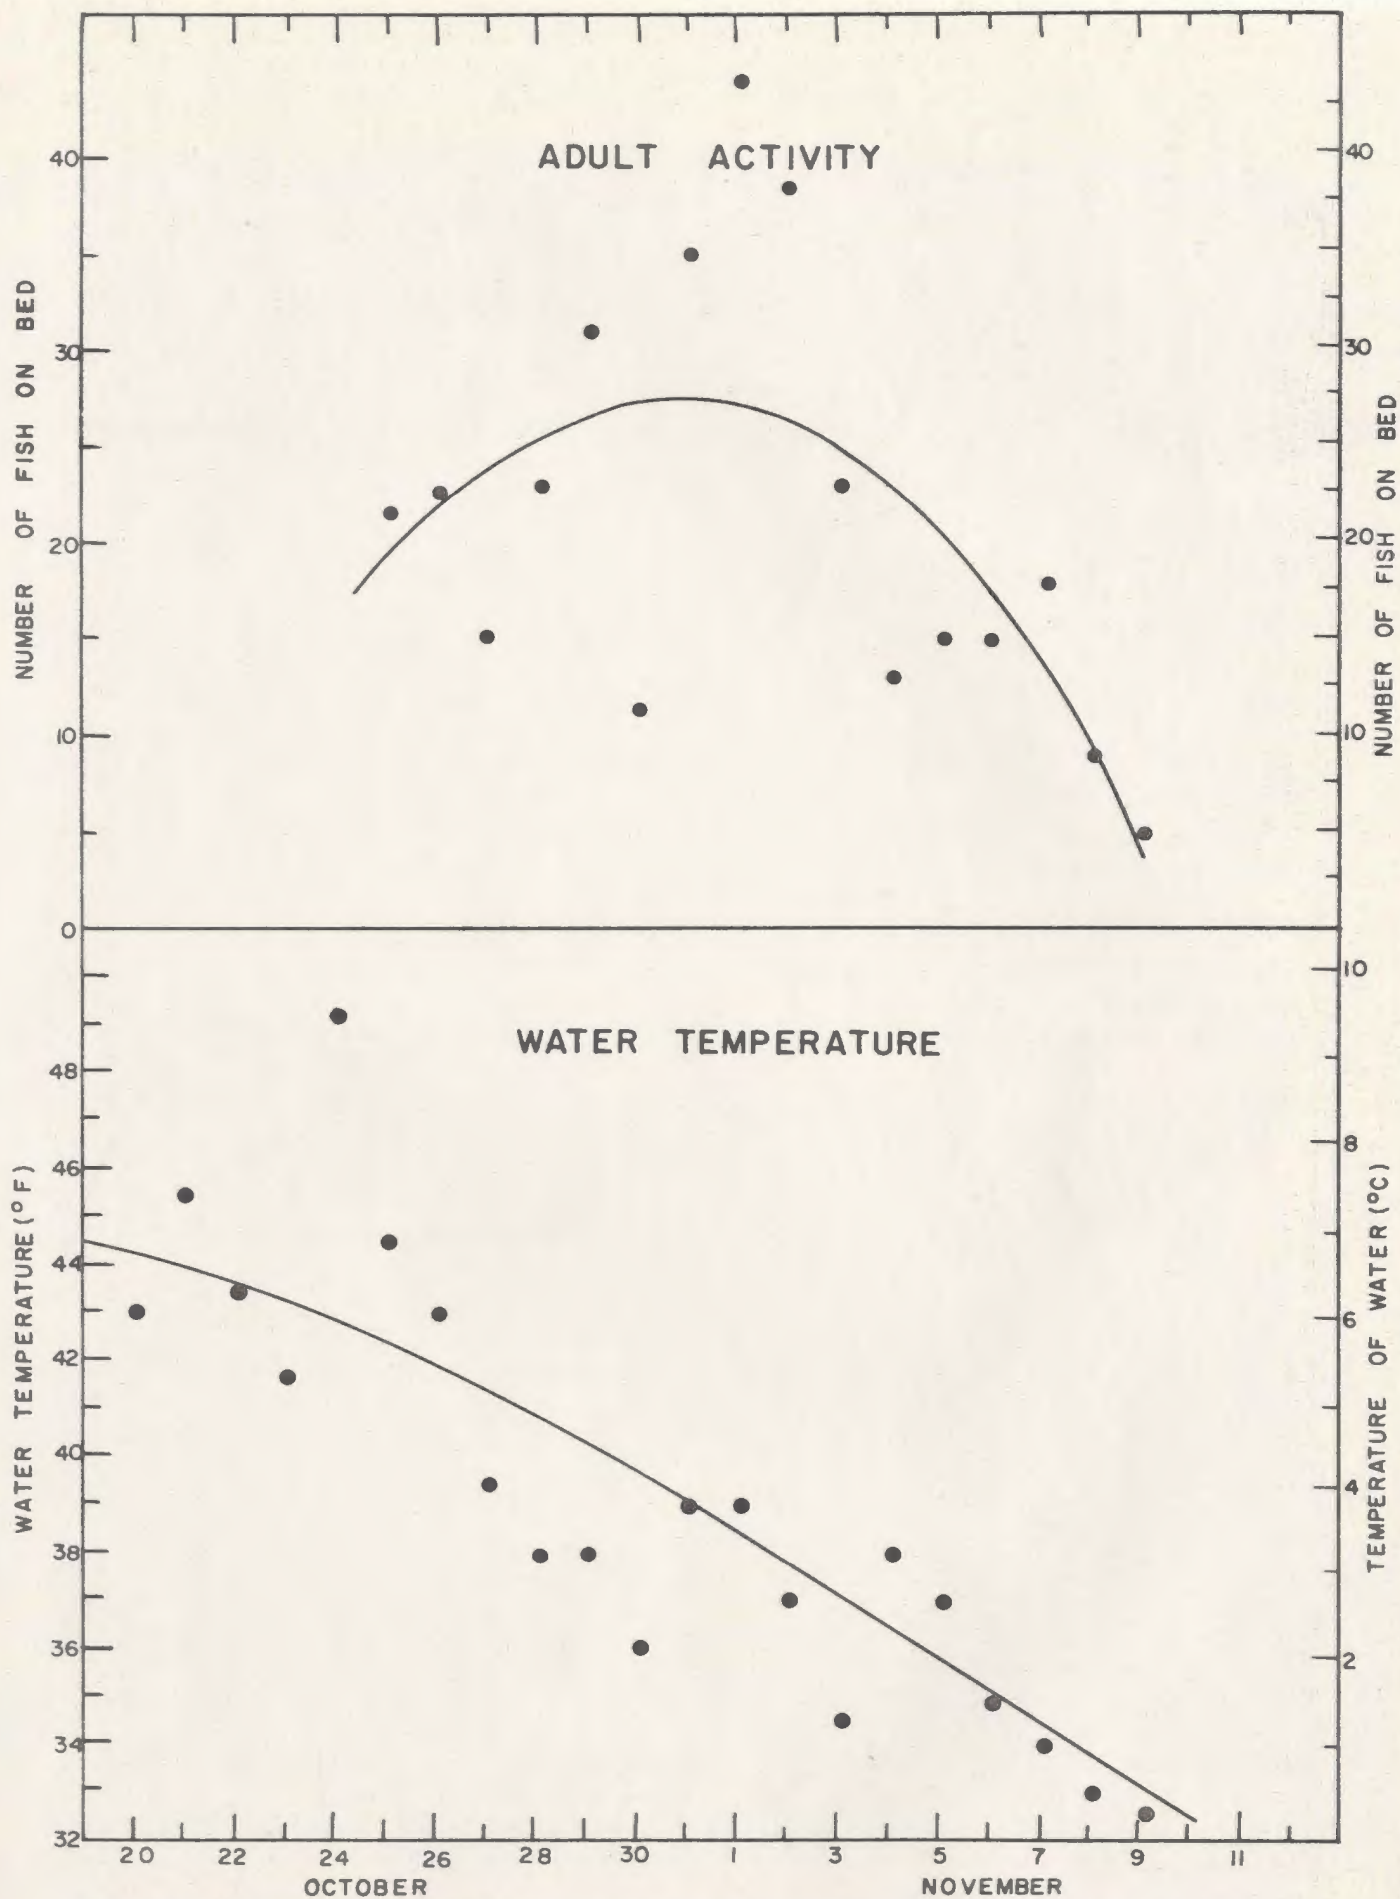 ADULT ACTIVITY
NUMBER OF FISH ON BED
40
30
20
10
0
40
30
20
10
NUMBER OF FISH ON BED
WATER TEMPERATURE
WATER TEMPERATURE (°F)
48
46
44
42
40
38
36
34
32
10
8
6
4
2
TEMPERATURE OF WATER (°C)
20 22 24 26 28 30 1 3 5 7 9 11
OCTOBER NOVEMBER